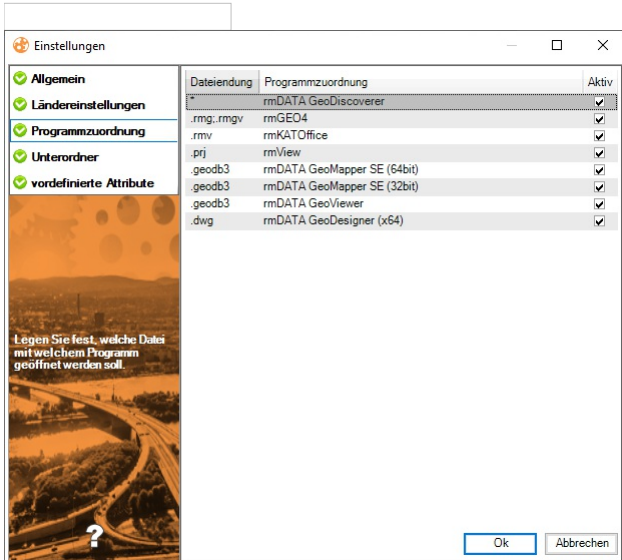 Einstellungen
Allgemein
Ländereinstellungen
Programmzuordnung
Unterordner
vordefinierte Attribute
Legen Sie fest, welche Datei
mit welchem Programm
geöffnet werden soll.
?
Dateiendung Programmzuordnung Aktiv
* rmDATA GeoDiscoverer
.rmg;.rmgv rmGEO4
.rmv rmKATOffice
.prj rmView
.geodb3 rmDATA GeoMapper SE (64bit)
.geodb3 rmDATA GeoMapper SE (32bit)
.geodb3 rmDATA GeoViewer
.dwg rmDATA GeoDesigner (x64)
Ok Abbrechen